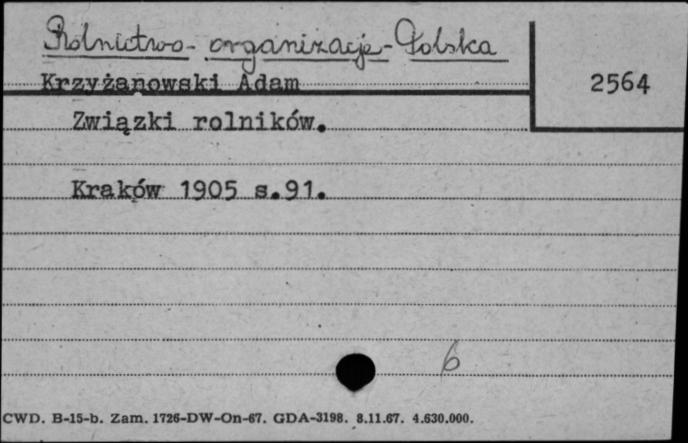 Rolnictwo - organizacje - Polska
Krzyżanowski Adam
2564
Związki rolników.
Kraków 1905 s.91.
6
CWD. B-15-b. Zam. 1726-DW-On-67. GDA-3198. 8.11.67. 4.630.000.